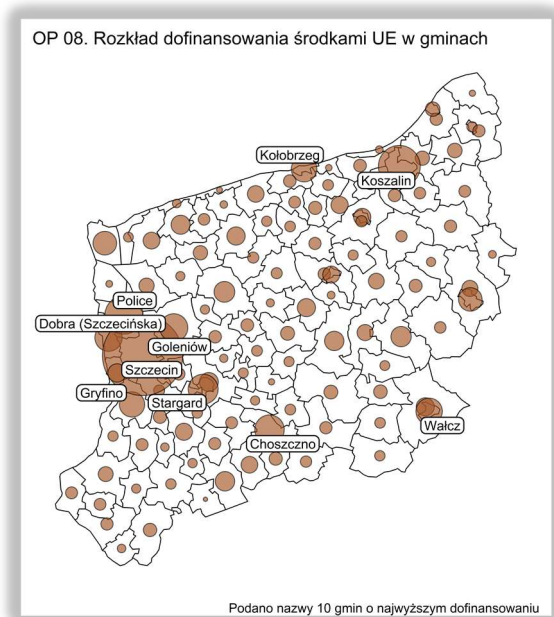 OP 08. Rozkład dofinansowania środkami UE w gminach
Kołobrzeg
Koszalin
Police
Dobra (Szczecińska)
Goleniów
Szczecin
Gryfino
Stargard
Wałcz
Choszczno
Podano nazwy 10 gmin o najwyższym dofinansowaniu